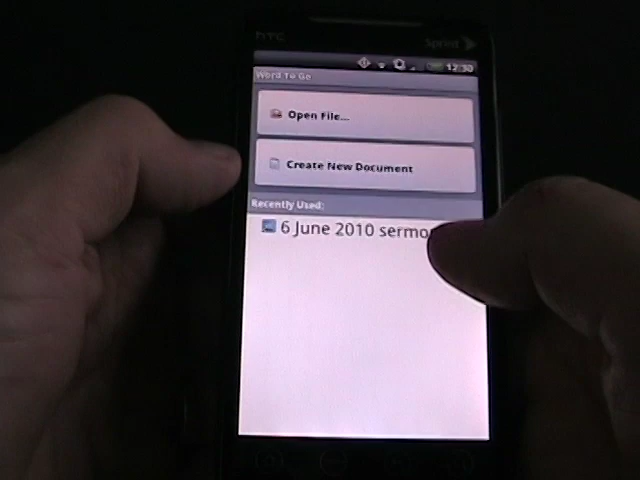 hTC
Sprint
12:30
Word To Go
Open File...
Create New Document
Recently Used:
6 June 2010 sermo